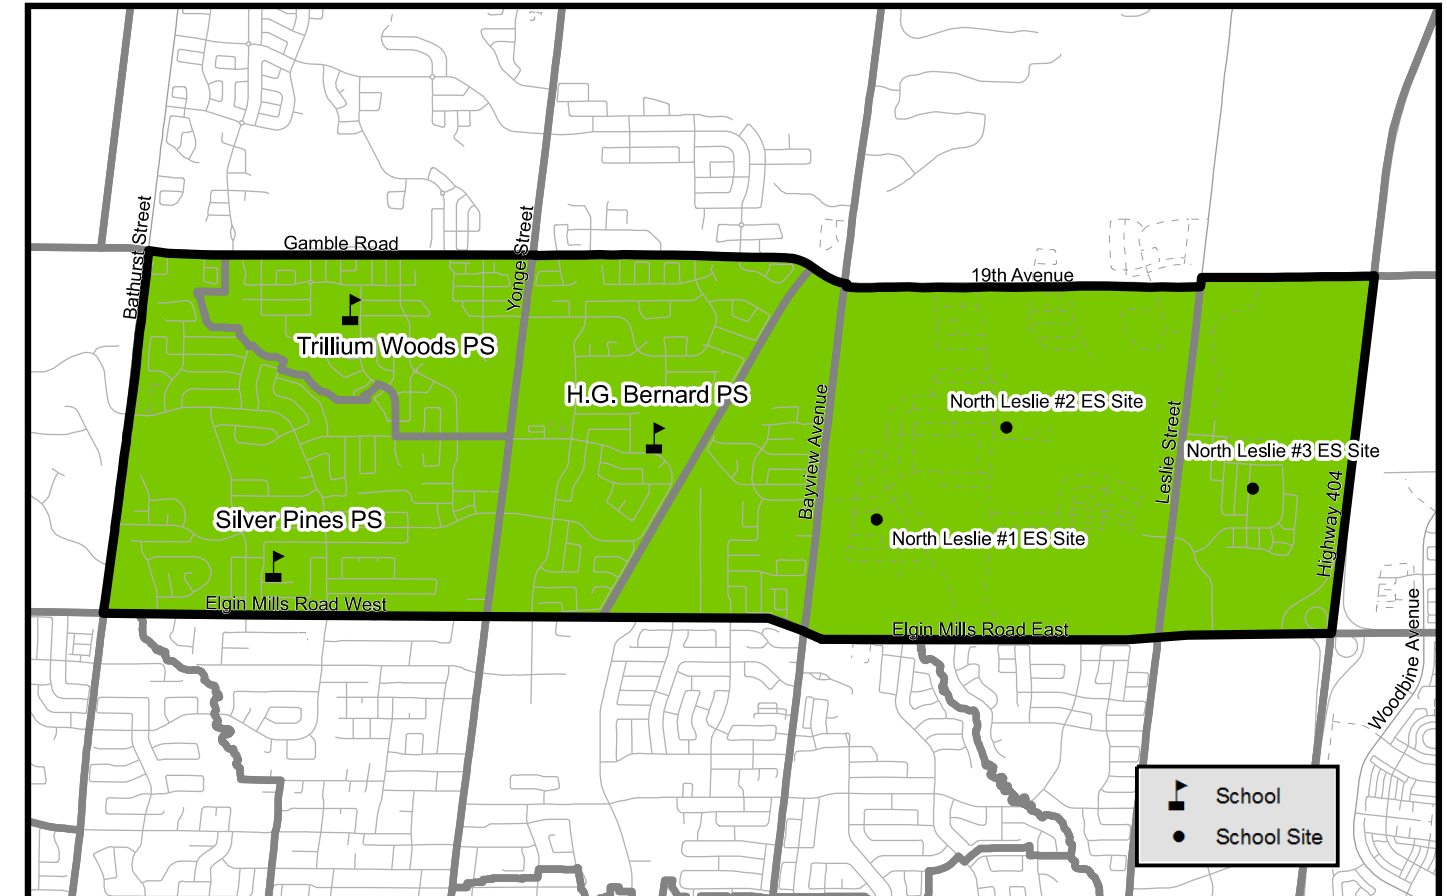 Bathurst Street
Gamble Road
Yonge Street
19th Avenue
Trillium Woods PS
H.G. Bernard PS
Bayview Avenue
North Leslie #2 ES Site
Leslie Street
North Leslie #3 ES Site
Highway 404
Silver Pines PS
North Leslie #1 ES Site
Elgin Mills Road West
Elgin Mills Road East
Woodbine Avenue
School
School Site